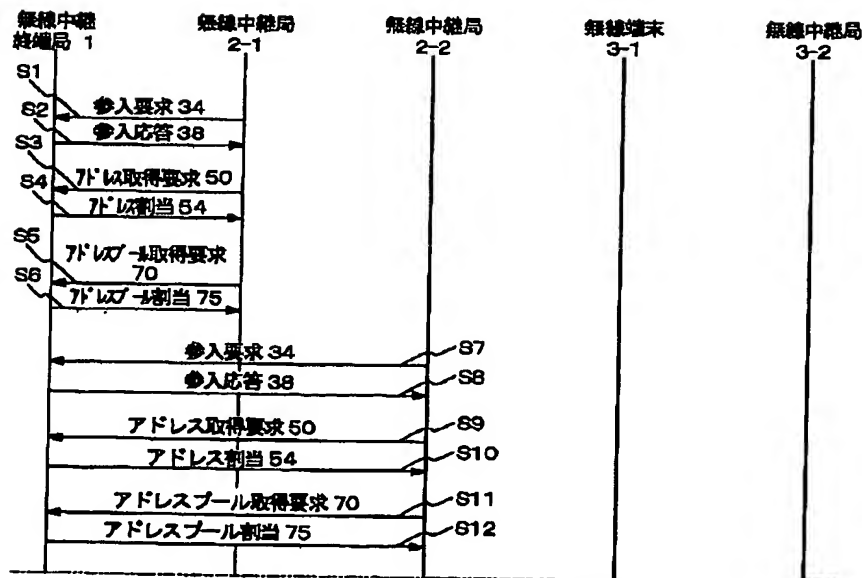 無線中継
終端局 1
無線中継局
2-1
無線中継局
2-2
無線端末
3-1
無線中継局
3-2
S1
参入要求 34
S2
参入応答 38
S3
アドレス取得要求 50
S4
アドレス割当 54
S5
アドレスプール取得要求
70
S6
アドレスプール割当 75
参入要求 34
S7
参入応答 38
S8
アドレス取得要求 50
S9
アドレス割当 54
S10
アドレスプール取得要求 70
S11
アドレスプール割当 75
S12